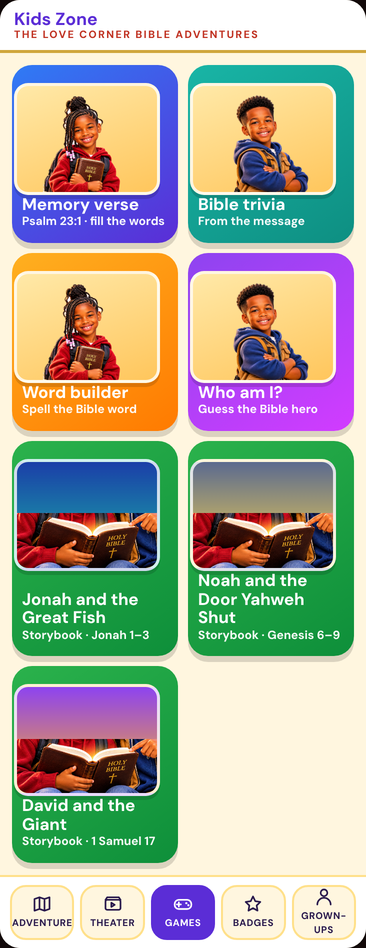 Kids Zone
THE LOVE CORNER BIBLE ADVENTURES
HOLY
BIBLE
Memory verse
Psalm 23:1 · fill the words
Bible trivia
From the message
HOLY
BIBLE
Word builder
Spell the Bible word
Who am I?
Guess the Bible hero
HOLY
BIBLE
Jonah and the
Great Fish
Storybook · Jonah 1–3
HOLY
BIBLE
Noah and the
Door Yahweh
Shut
Storybook · Genesis 6–9
HOLY
BIBLE
David and the
Giant
Storybook · 1 Samuel 17
ADVENTURE
THEATER
GAMES
BADGES
GROWN-
UPS